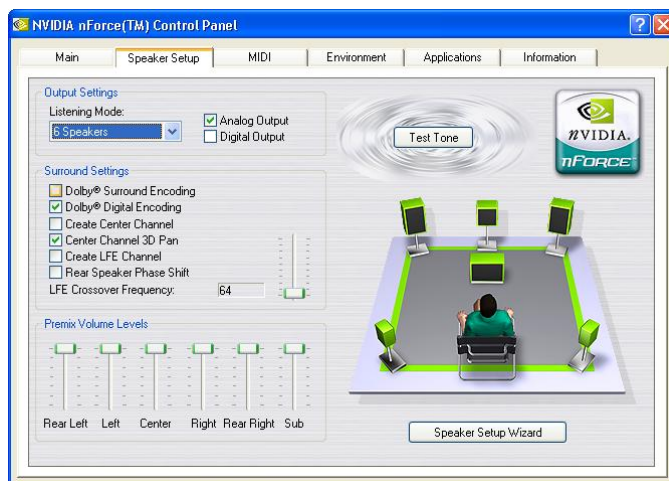 NVIDIA nForce(TM) Control Panel
Main Speaker Setup MIDI Environment Applications Information
Output Settings
Listening Mode:
6 Speakers
Analog Output
Digital Output
Test Tone
nVIDIA.
nFORCE
Surround Settings
Dolby® Surround Encoding
Dolby® Digital Encoding
Create Center Channel
Center Channel 3D Pan
Create LFE Channel
Rear Speaker Phase Shift
LFE Crossover Frequency: 64
Premix Volume Levels
Rear Left Left Center Right Rear Right Sub
Speaker Setup Wizard